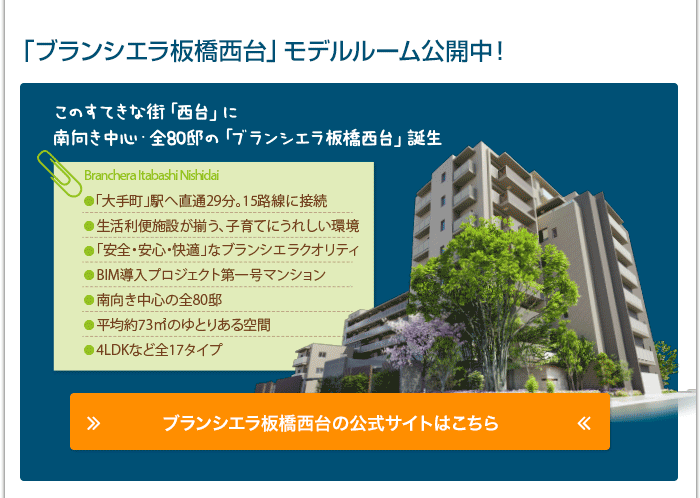 「ブランシエラ板橋西台」モデルルーム公開中！
このすてきな街「西台」に
南向き中心・全80邸の「ブランシエラ板橋西台」誕生
Branchera Itabashi Nishidai
●「大手町」駅へ直通29分。15路線に接続
●生活利便施設が揃う、子育てにうれしい環境
●「安全・安心・快適」なブランシエラクオリティ
●BIM導入プロジェクト第一号マンション
●南向き中心の全80邸
●平均約73㎡のゆとりある空間
●4LDKなど全17タイプ
ブランシエラ板橋西台の公式サイトはこちら